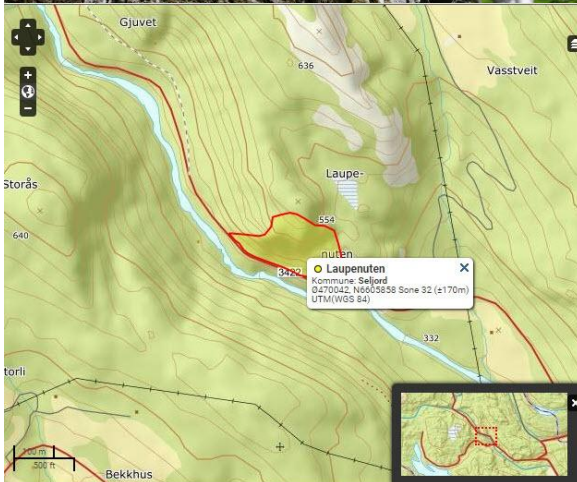 Gjuvet
636
Vasstveit
Laupe-
Storås
554
640
nuten
3422
Laupenuten
Kommune: Seljord
Ø470042, N6605858 Sone 32 (±170m)
UTM(WGS 84)
332
torli
100 m
500 ft
Bekkhus